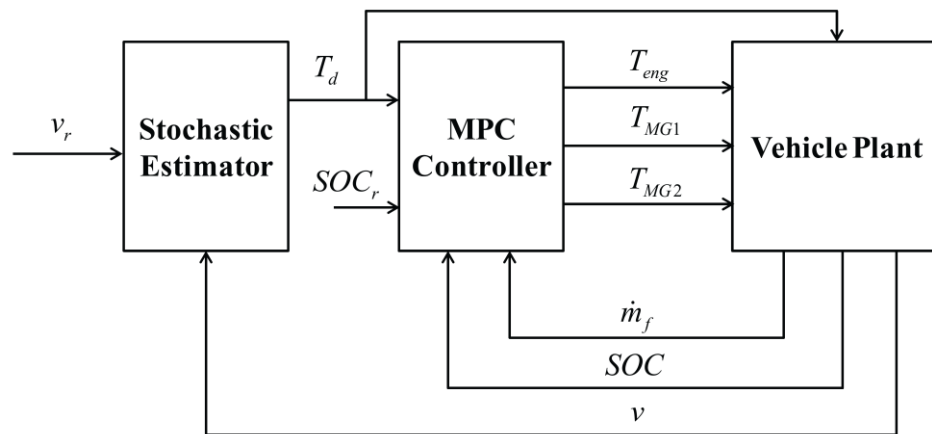 v_r
Stochastic
Estimator
T_d
SOC_r
MPC
Controller
T_eng
T_MG1
T_MG2
Vehicle Plant
ṁ_f
SOC
v